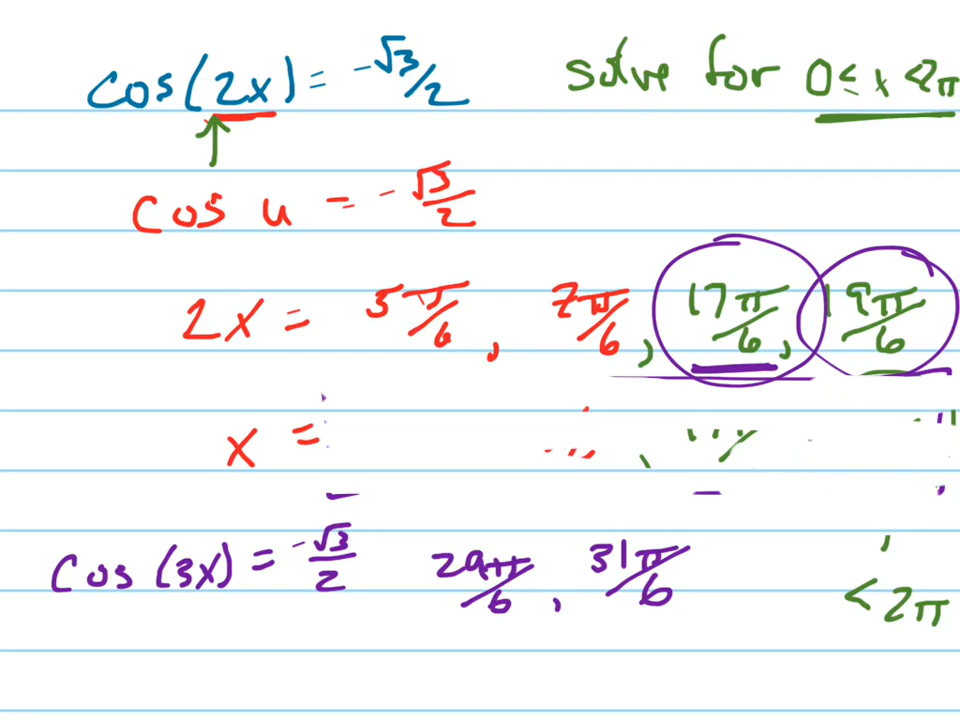 cos(2x) = -√3/2 solve for 0 ≤ x < 2π
cos u = -√3/2
2x = 5π/6, 7π/6, 17π/6, 19π/6
x =
cos (3x) = -√3/2 29π/6, 31π/6
< 2π